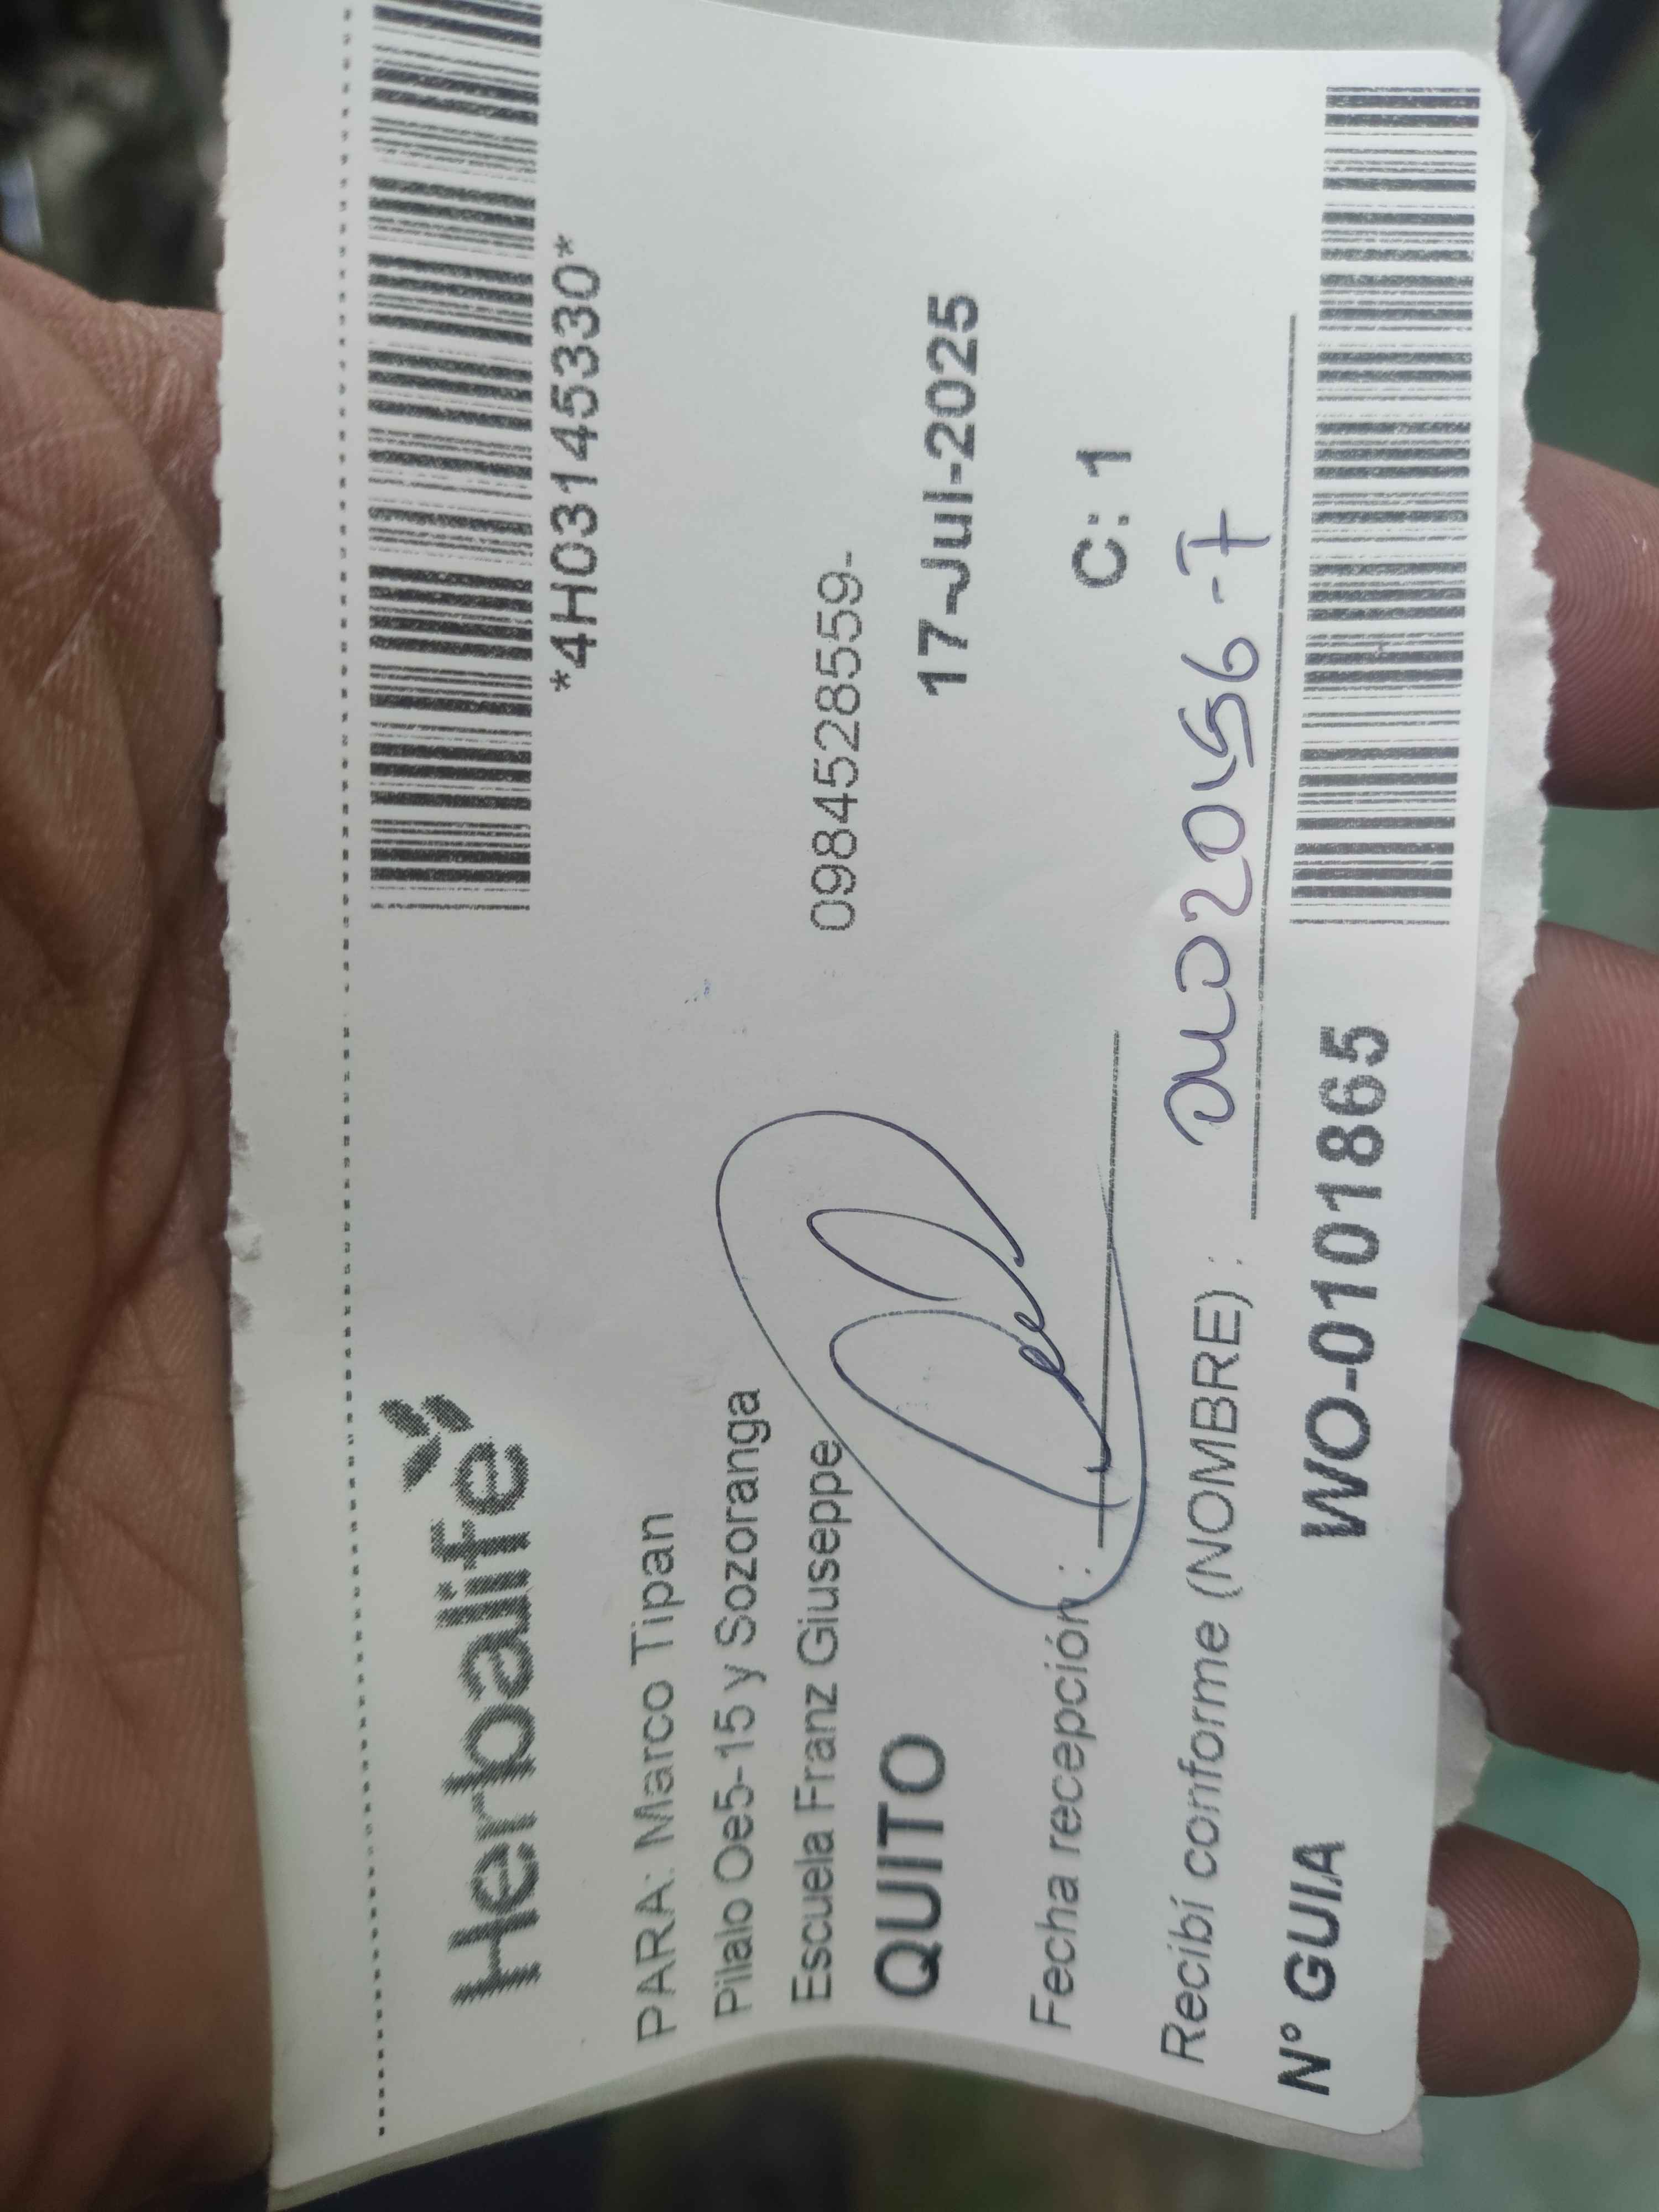 Herbalife
*4H03145330*
PARA: Marco Tipan
Pilalo Oe5-15 y Sozoranga
Escuela Franz Giuseppe
0984528559-
QUITO
17-Jul-2025
Fecha recepción :
C: 1
Recibí conforme (NOMBRE) :
N° GUIA
WO-0101865